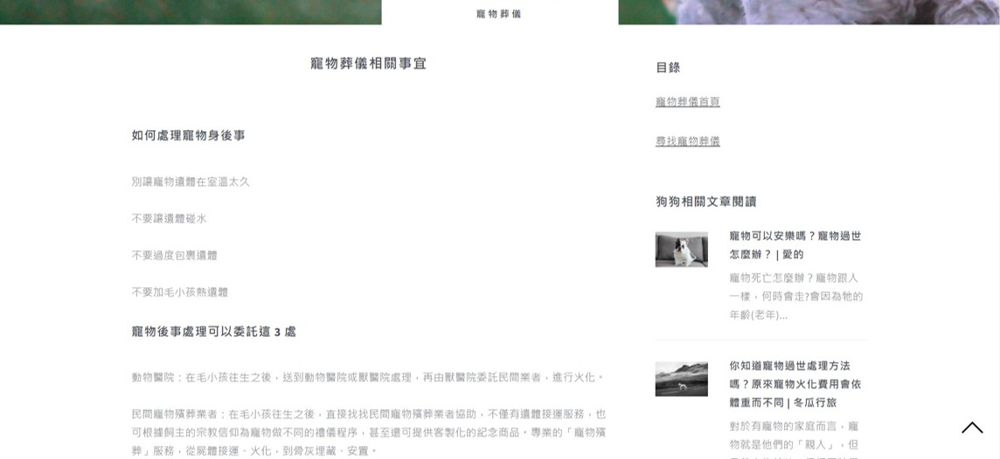 寵物葬儀
寵物葬儀相關事宜
如何處理寵物身後事
別讓寵物遺體在室溫太久
不要讓遺體碰水
不要過度包裹遺體
不要加毛小孩熱遺體
寵物後事處理可以委託這 3 處
動物醫院：在毛小孩往生之後，送到動物醫院或獸醫院處理，再由獸醫院委託民間業者，進行火化。
民間寵物殯葬業者：在毛小孩往生之後，直接找找民間寵物殯葬業者協助，不僅有遺體接運服務，也
可根據飼主的宗教信仰為寵物做不同的禮儀程序，甚至還可提供客製化的紀念商品。專業的「寵物殯
葬」服務，從屍體接運、火化，到骨灰埋藏、安置。
目錄
寵物葬儀首頁
尋找寵物葬儀
狗狗相關文章閱讀
寵物可以安樂嗎？寵物過世
怎麼辦？ | 愛的
寵物死亡怎麼辦？寵物跟人
一樣，何時會走?會因為牠的
年齡(老年)...
你知道寵物過世處理方法
嗎？原來寵物火化費用會依
體重而不同 | 冬瓜行旅
對於有寵物的家庭而言，寵
物就是他們的「親人」，但